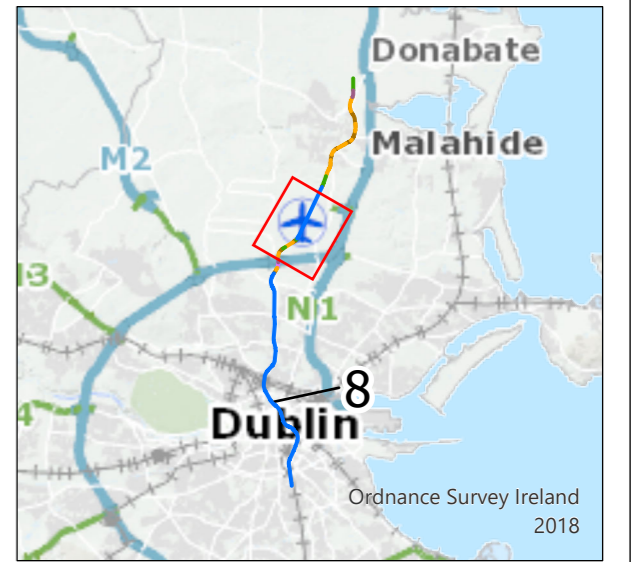 Donabate
M2
Malahide
N1
8
Dublin
Ordnance Survey Ireland
2018